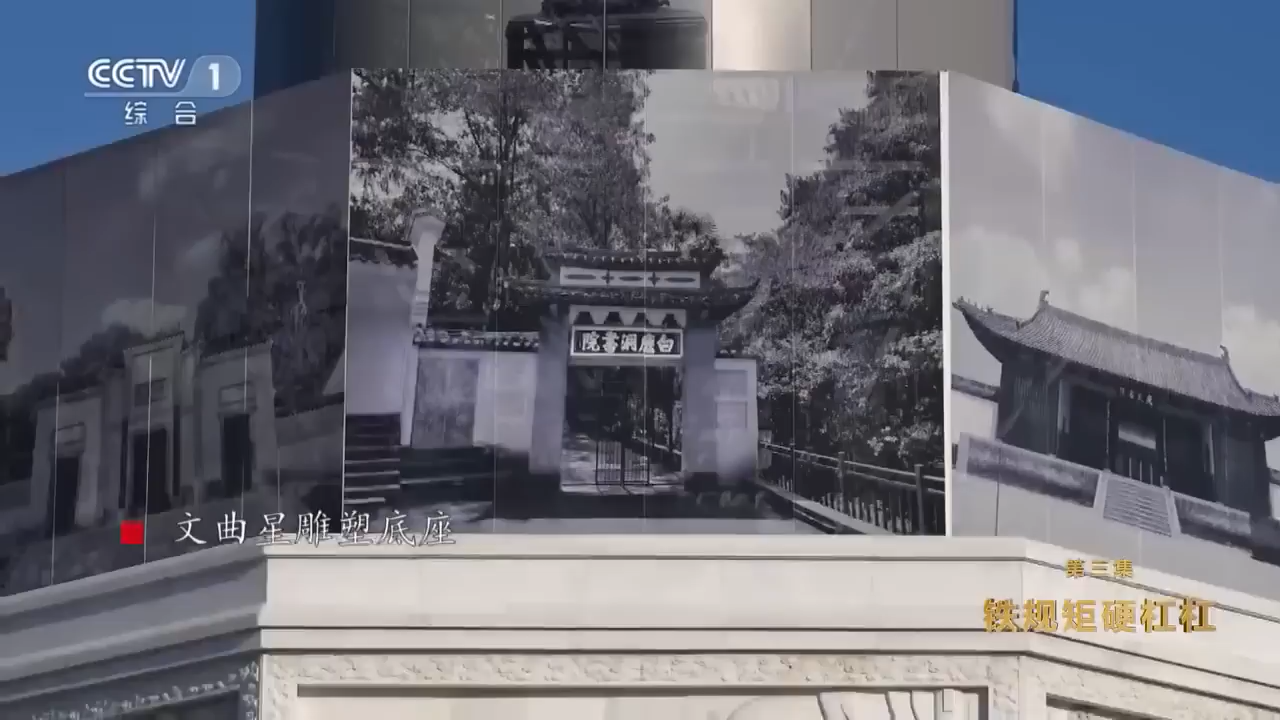 CCTV 1
综合
白鹿洞書院
文曲星雕塑底座
第三集
铁规矩硬杠杠